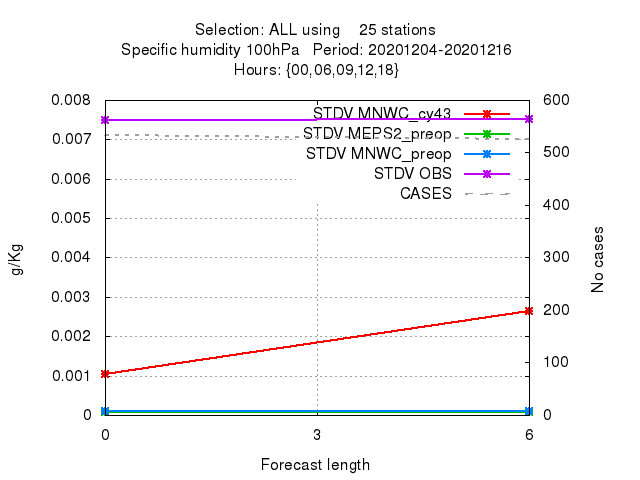 Selection: ALL using 25 stations
Specific humidity 100hPa Period: 20201204-20201216
Hours: {00,06,09,12,18}
0.008
0.007
0.006
0.005
0.004
0.003
0.002
0.001
0
g/Kg
STDV MNWC_cy43
STDV MEPS2_preop
STDV MNWC_preop
STDV OBS
CASES
600
500
400
300
200
100
0
No cases
0 3 6
Forecast length